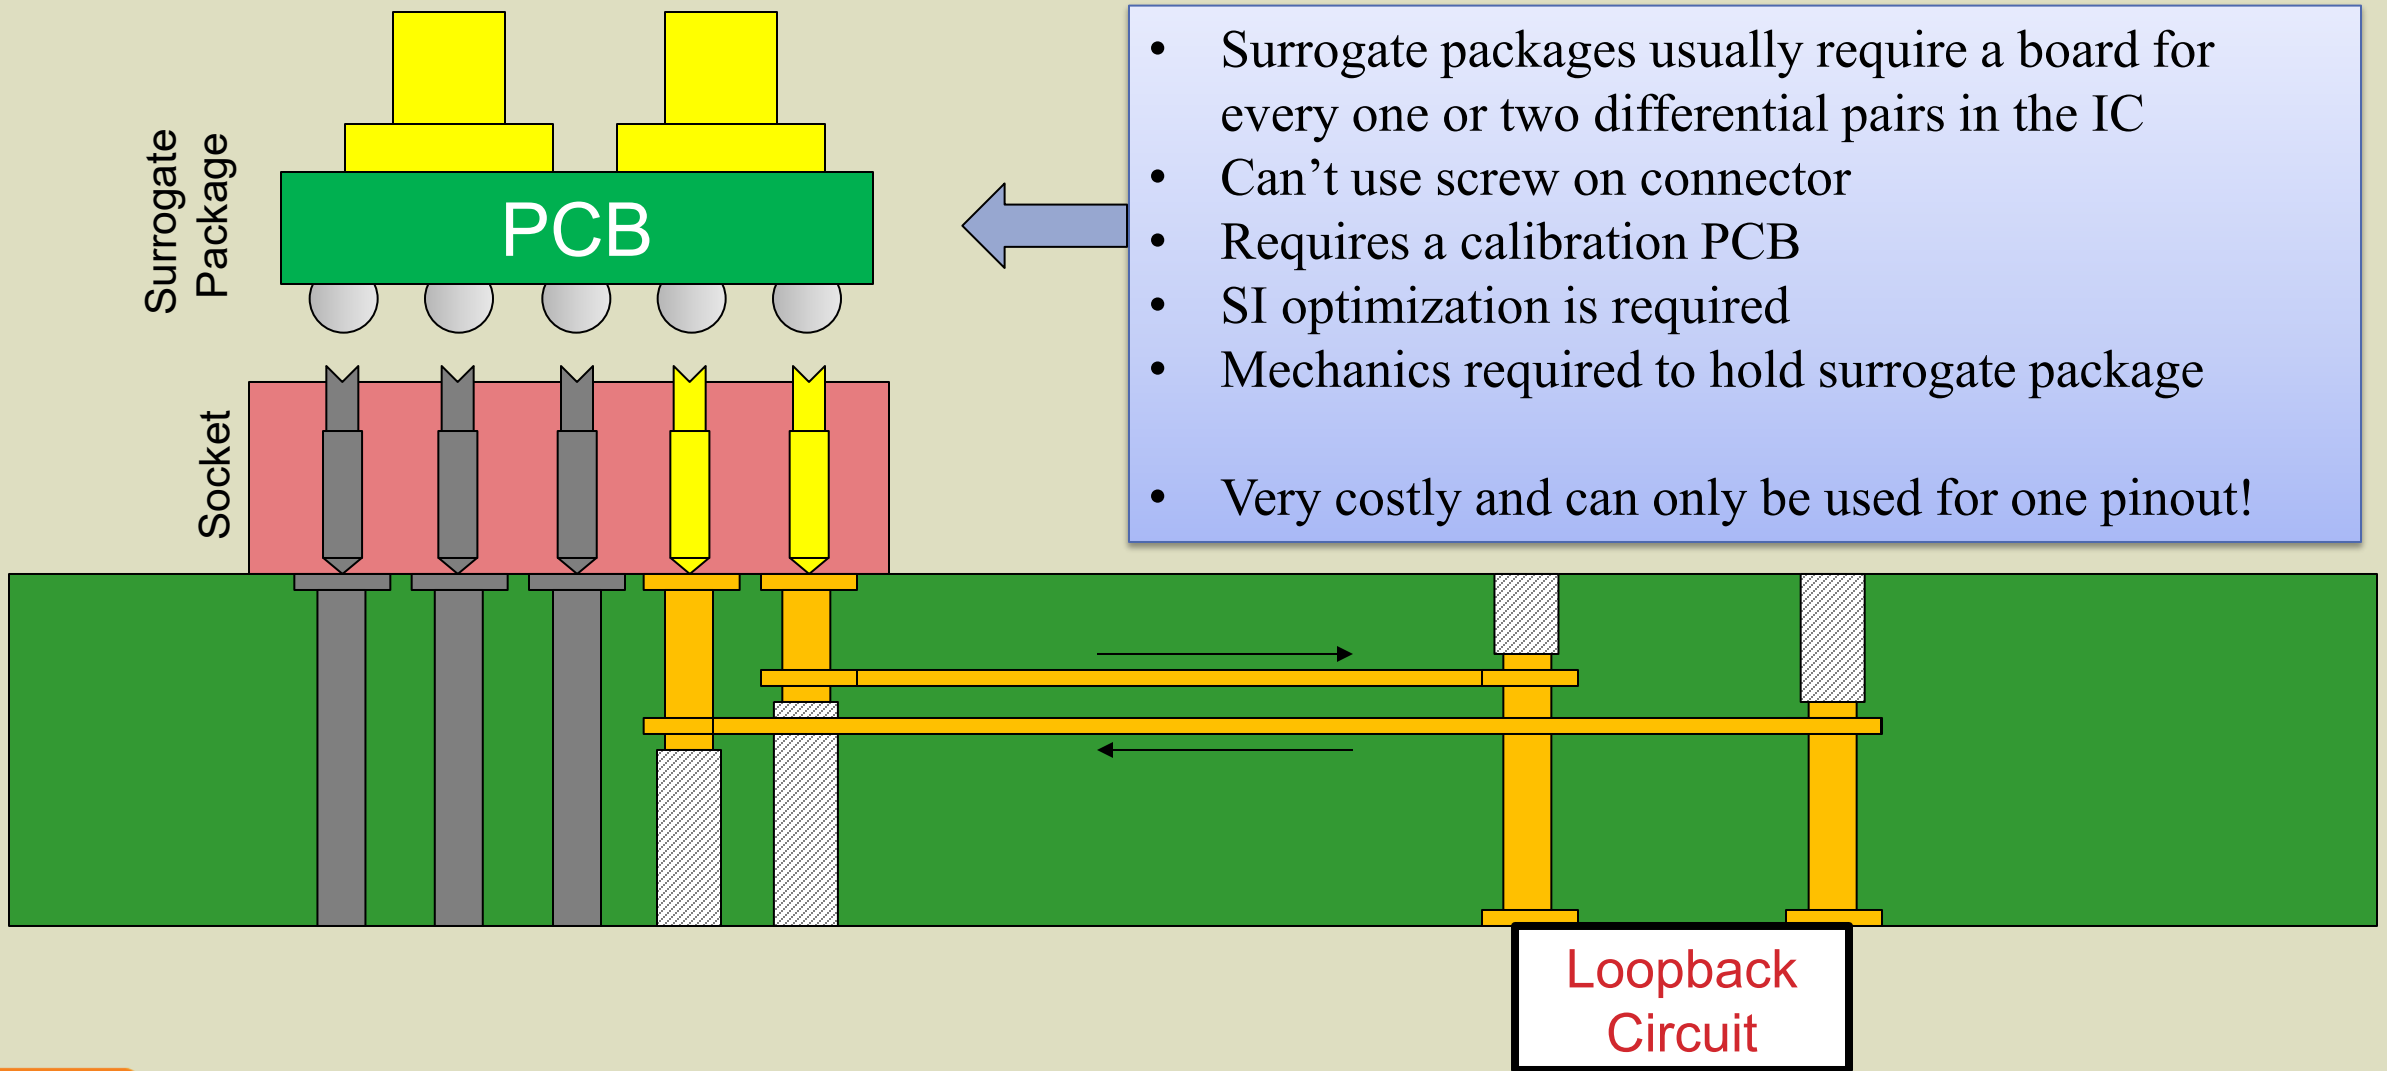 Surrogate
Package
PCB
Socket
• Surrogate packages usually require a board for
every one or two differential pairs in the IC
• Can’t use screw on connector
• Requires a calibration PCB
• SI optimization is required
• Mechanics required to hold surrogate package
• Very costly and can only be used for one pinout!
Loopback
Circuit